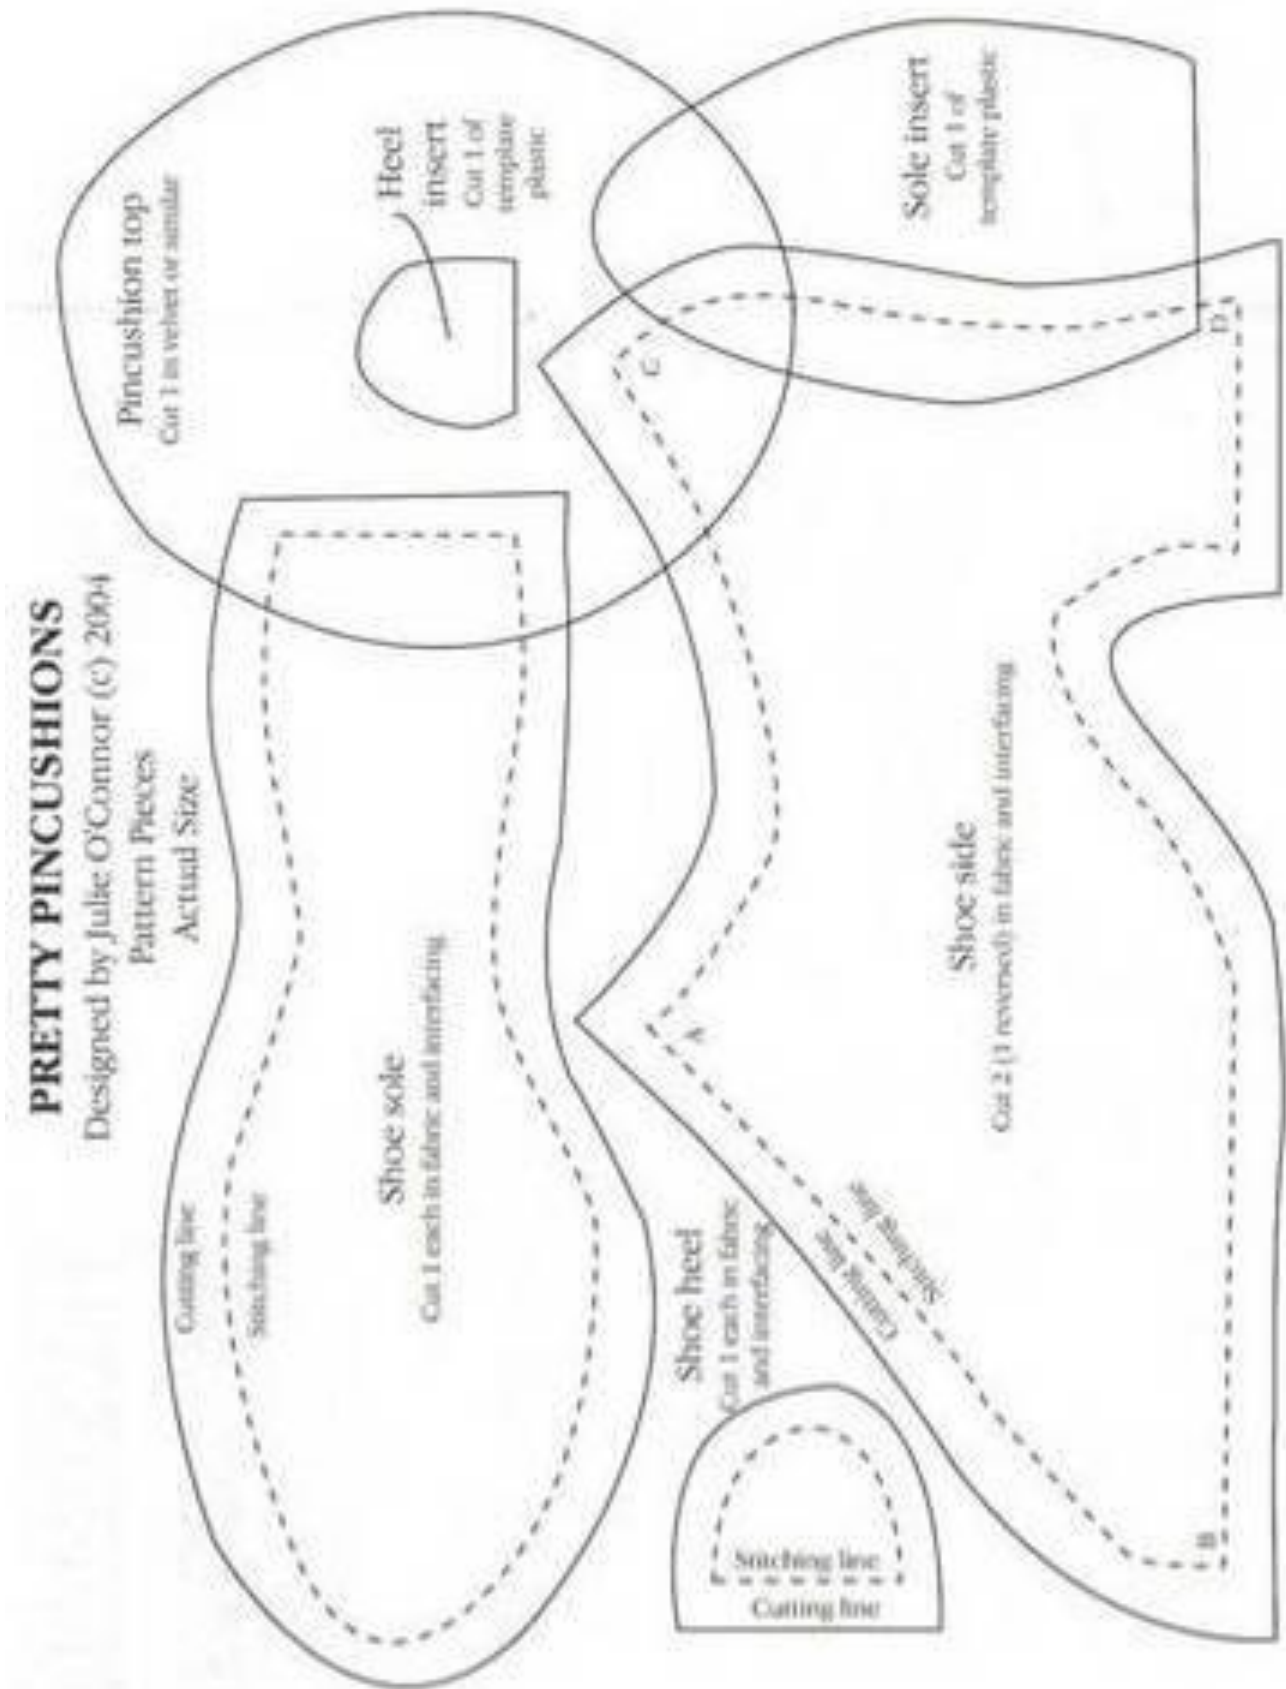 PRETTY PINCUSHIONS
Designed by Julie O'Connor (c) 2004
Pattern Pieces
Actual Size
Pincushion top
Cut 1 in velvet or similar
Heel
insert
Cut 1 of
template
plastic
Sole insert
Cut 1 of
template plastic
Cutting line
Stitching line
Shoe sole
Cut 1 each in fabric and interfacing
Shoe heel
Cut 1 each in fabric
and interfacing
Stitching line
Cutting line
Shoe side
Cut 2 (1 reversed) in fabric and interfacing
Cutting line
Stitching line
A
B
C
D